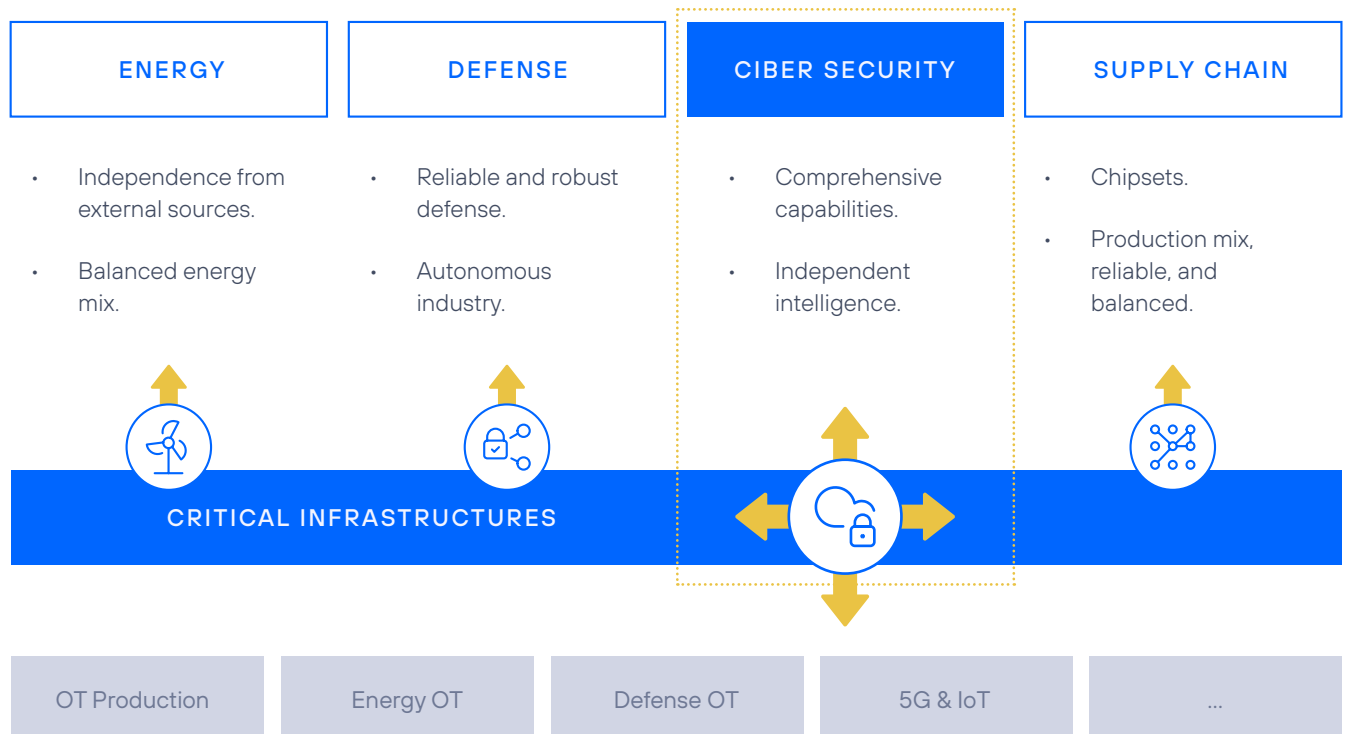 ENERGY
DEFENSE
CIBER SECURITY
SUPPLY CHAIN
• Independence from
external sources.
• Balanced energy
mix.
• Reliable and robust
defense.
• Autonomous
industry.
• Comprehensive
capabilities.
• Independent
intelligence.
• Chipsets.
• Production mix,
reliable, and
balanced.
CRITICAL INFRASTRUCTURES
OT Production
Energy OT
Defense OT
5G & IoT
...